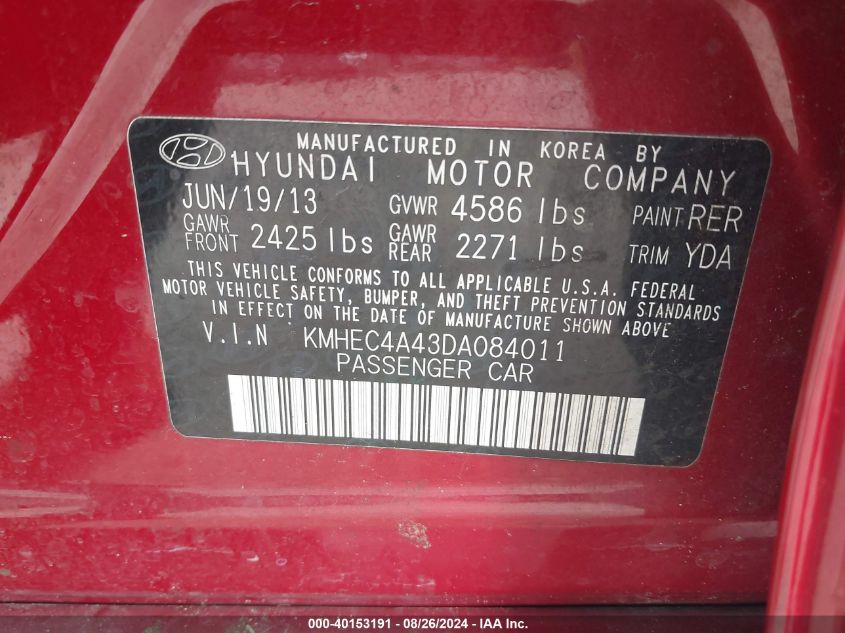 MANUFACTURED IN KOREA BY
HYUNDAI MOTOR COMPANY
JUN/19/13 GVWR 4586 lbs PAINT RER
GAWR FRONT 2425 lbs GAWR REAR 2271 lbs TRIM YDA
THIS VEHICLE CONFORMS TO ALL APPLICABLE U.S.A. FEDERAL
MOTOR VEHICLE SAFETY, BUMPER, AND THEFT PREVENTION STANDARDS
IN EFFECT ON THE DATE OF MANUFACTURE SHOWN ABOVE
V.I.N KMHEC4A43DA084011
PASSENGER CAR
000-40153191 - 08/26/2024 - IAA Inc.